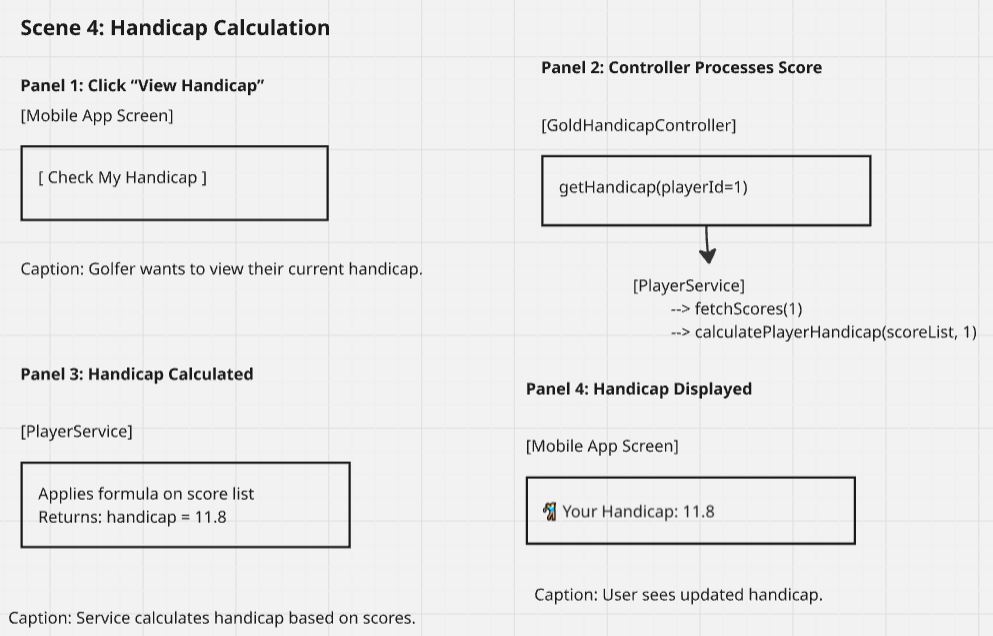 Scene 4: Handicap Calculation
Panel 1: Click “View Handicap”
[Mobile App Screen]
[ Check My Handicap ]
Caption: Golfer wants to view their current handicap.
Panel 2: Controller Processes Score
[GoldHandicapController]
getHandicap(playerId=1)
[PlayerService]
--> fetchScores(1)
--> calculatePlayerHandicap(scoreList, 1)
Panel 3: Handicap Calculated
[PlayerService]
Applies formula on score list
Returns: handicap = 11.8
Caption: Service calculates handicap based on scores.
Panel 4: Handicap Displayed
[Mobile App Screen]
🏌 Your Handicap: 11.8
Caption: User sees updated handicap.